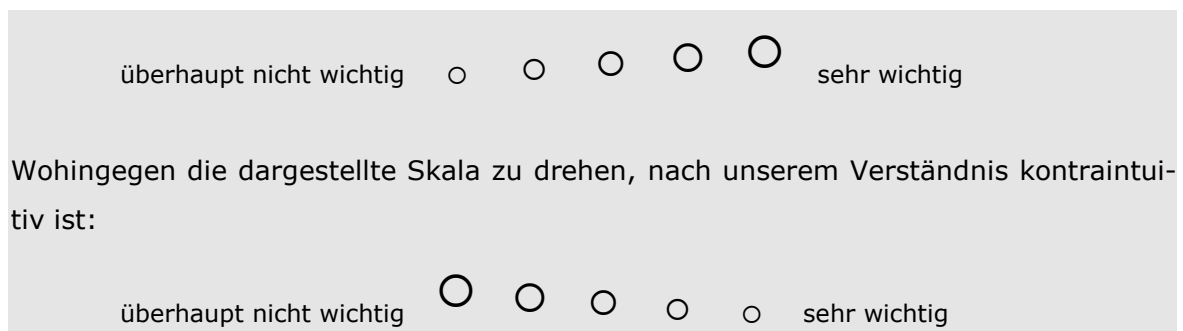 überhaupt nicht wichtig sehr wichtig
Wohingegen die dargestellte Skala zu drehen, nach unserem Verständnis kontraintui-
tiv ist:
überhaupt nicht wichtig sehr wichtig